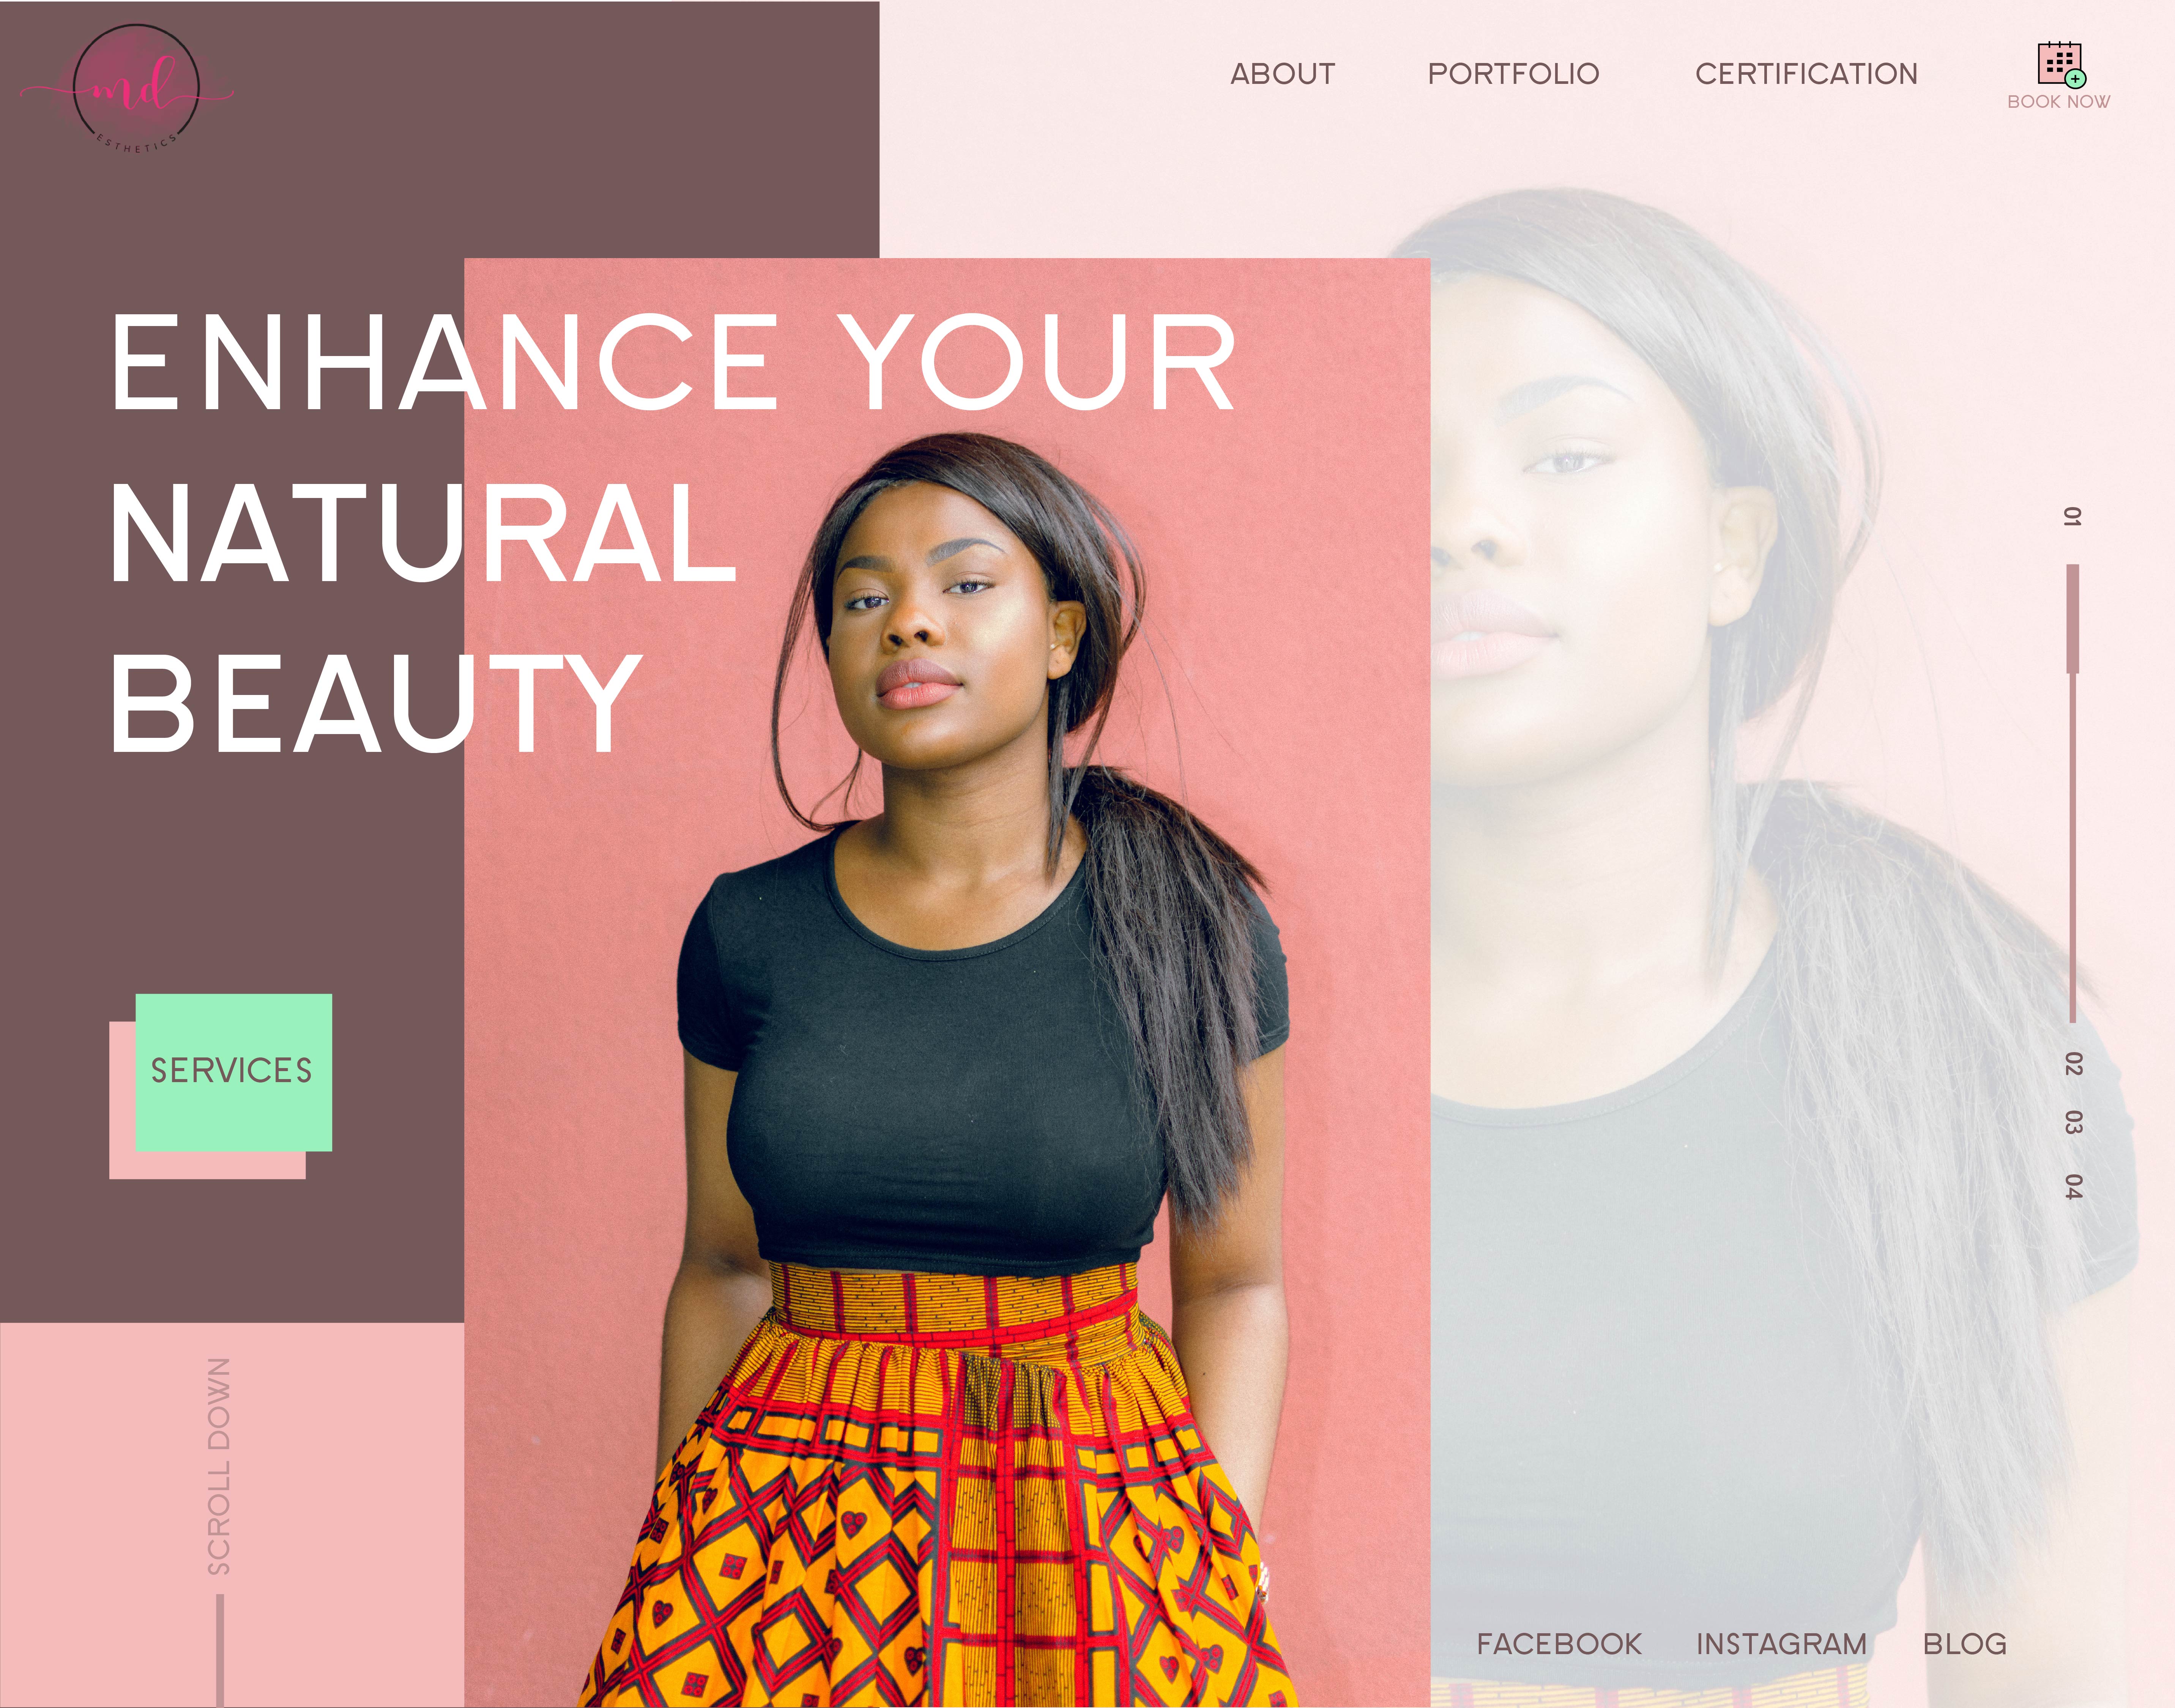 md
ESTHETICS
ABOUT PORTFOLIO CERTIFICATION
BOOK NOW
ENHANCE YOUR
NATURAL
BEAUTY
SERVICES
SCROLL DOWN
01
02
03
04
FACEBOOK INSTAGRAM BLOG